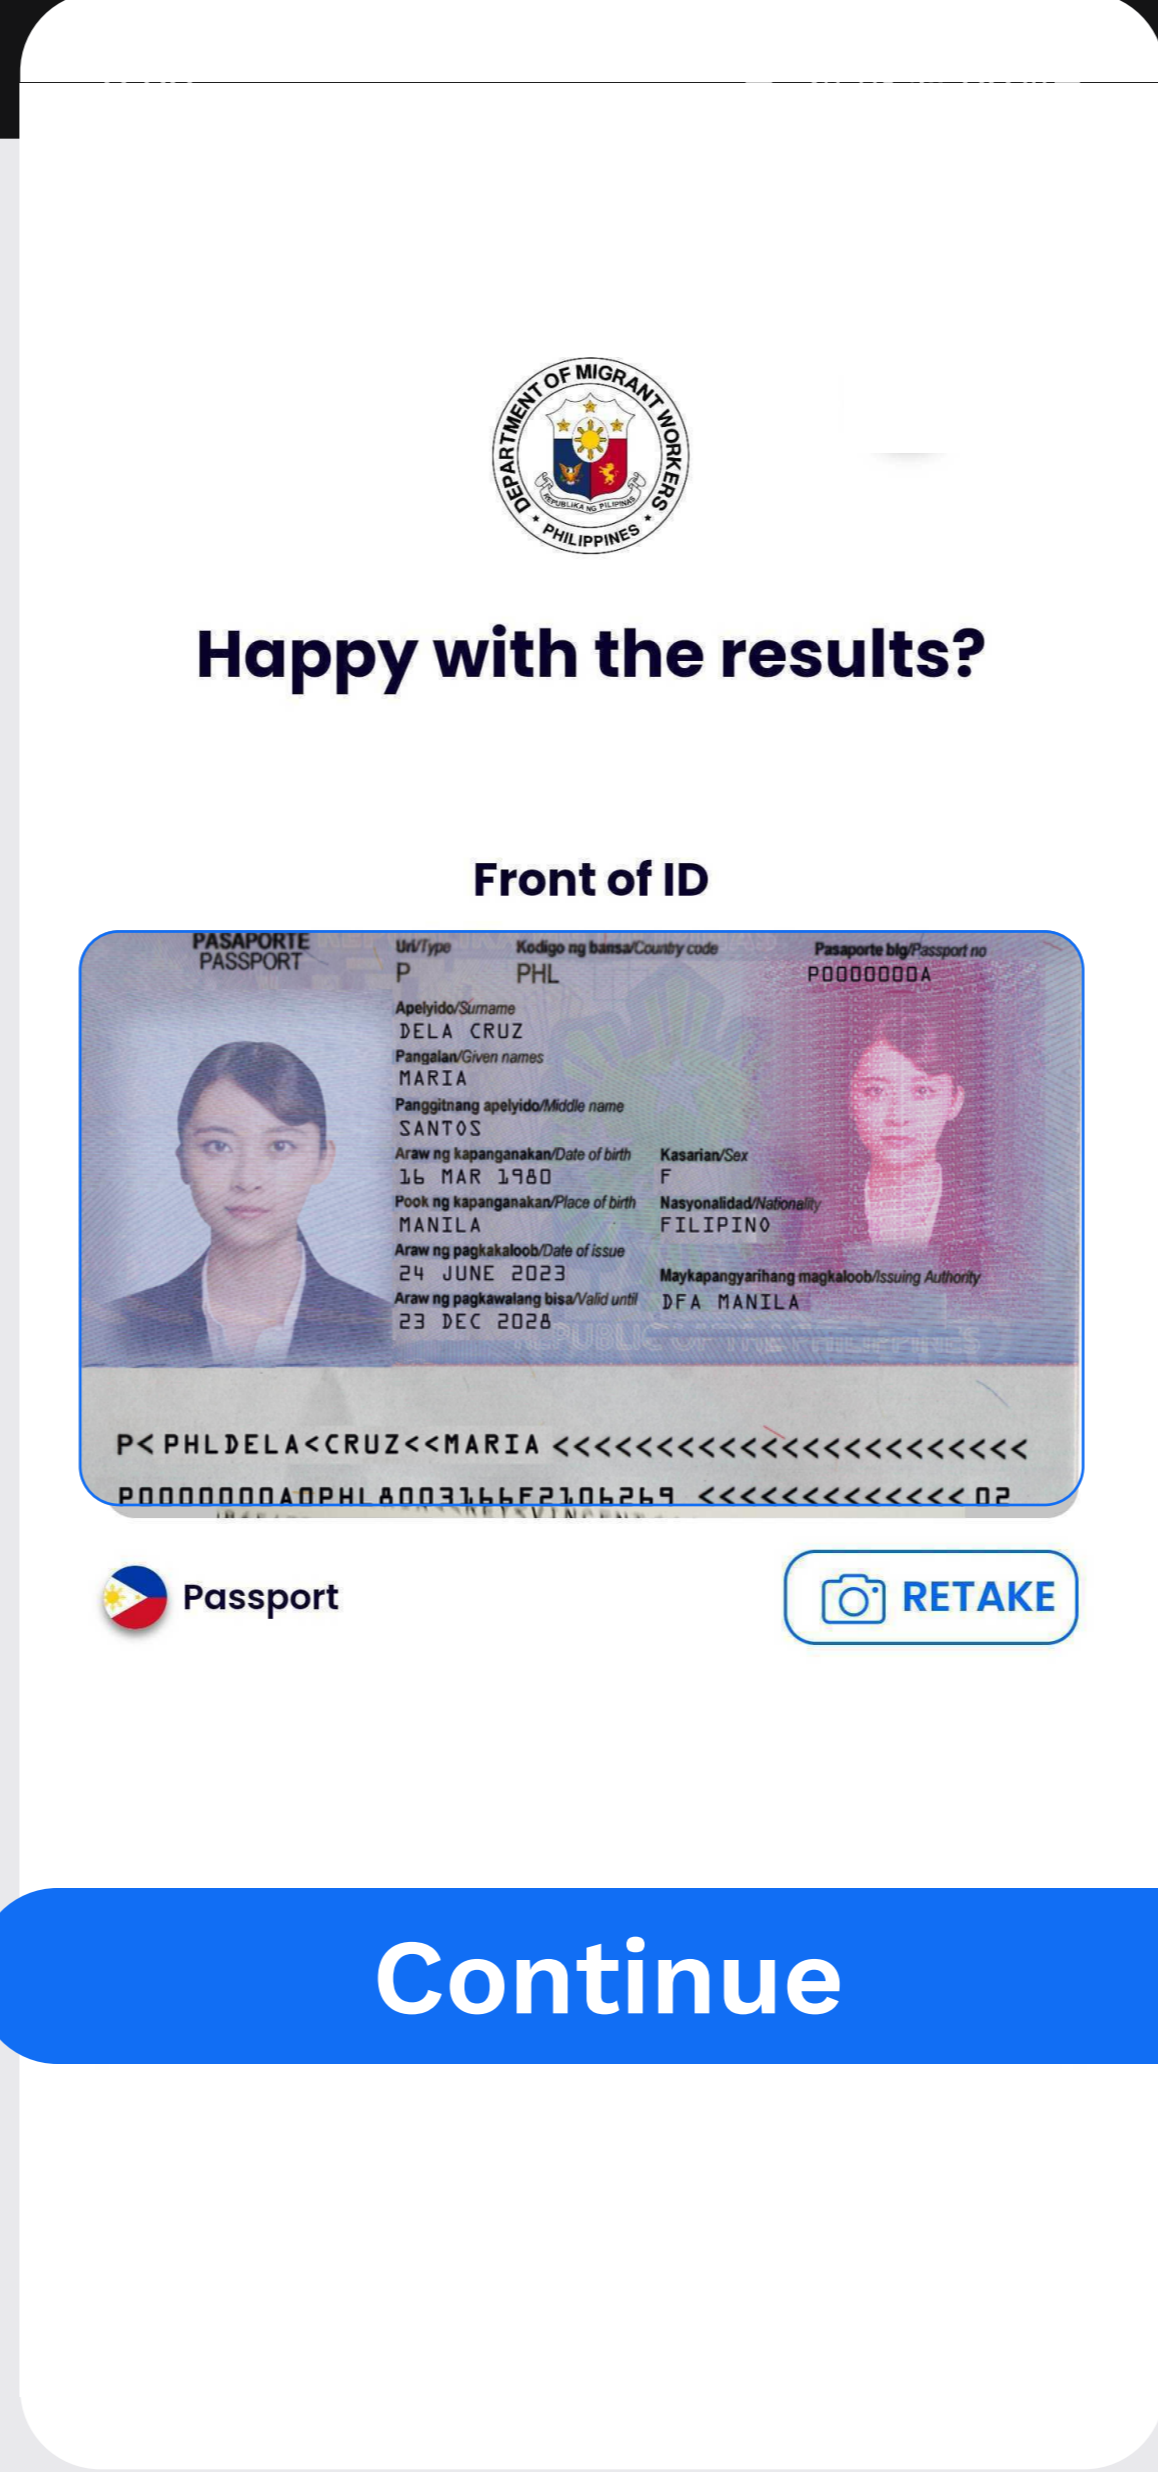 DEPARTMENT OF MIGRANT WORKERS
REPUBLIKA NG PILIPINAS
PHILIPPINES
Happy with the results?
Front of ID
PASAPORTE
PASSPORT
Uri/Type
Kodigo ng bansa/Country code
Pasaporte blg/Passport no
P
PHL
P0000000A
Apelyido/Surname
DELA CRUZ
Pangalan/Given names
MARIA
Panggitnang apelyido/Middle name
SANTOS
Araw ng kapanganakan/Date of birth
Kasarian/Sex
16 MAR 1980
F
Pook ng kapanganakan/Place of birth
Nasyonalidad/Nationality
MANILA
FILIPINO
Araw ng pagkakaloob/Date of issue
24 JUNE 2023
Maykapangyarihang magkaloob/Issuing Authority
Araw ng pagkawalang bisa/Valid until
DFA MANILA
23 DEC 2028
REPUBLIC OF THE PHILIPPINES
P<PHLDELA<CRUZ<<MARIA<<<<<<<<<<<<<<<<<<<<<<<
P0000000A0PHL8003166F2106269 <<<<<<<<<<<<<02
Passport
RETAKE
Continue